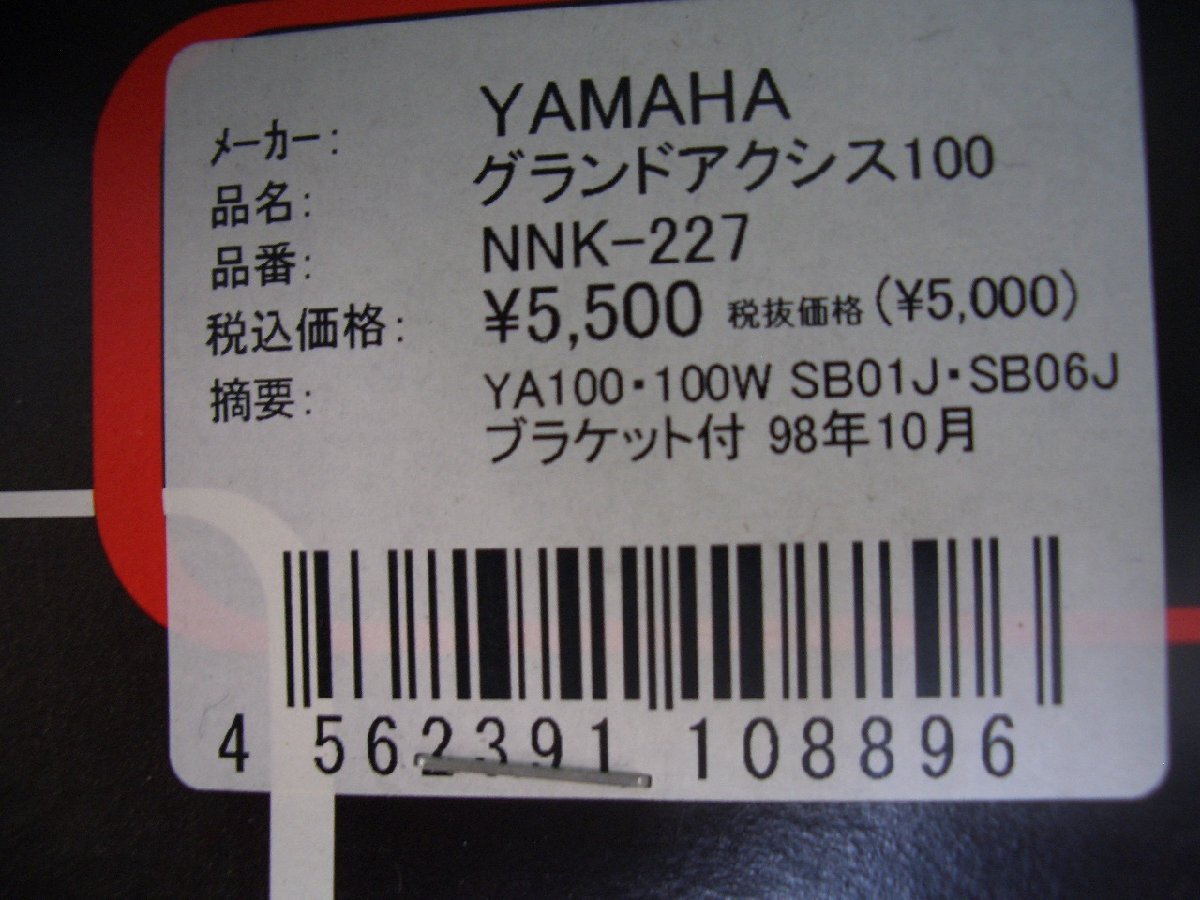 メーカー: YAMAHA
品名: グランドアクシス100
品番: NNK-227
税込価格: ¥5,500 税抜価格 (¥5,000)
摘要: YA100・100W SB01J・SB06J
ブラケット付 98年10月
4 562391 108896